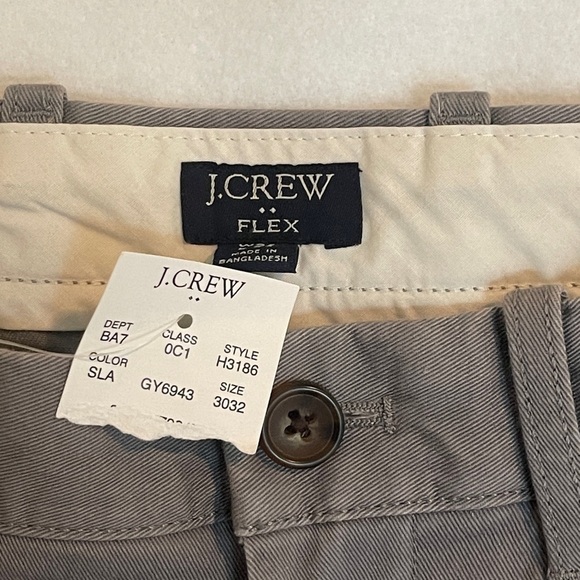 J.CREW
FLEX
MADE IN
BANGLADESH
J.CREW
DEPT CLASS STYLE
BA7 0C1 H3186
COLOR SIZE
SLA GY6943 3032